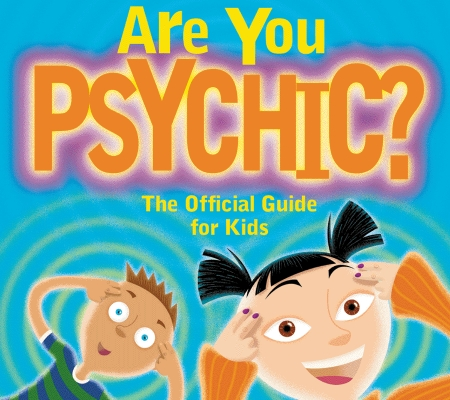 Are You
PSYCHIC?
The Official Guide
for Kids